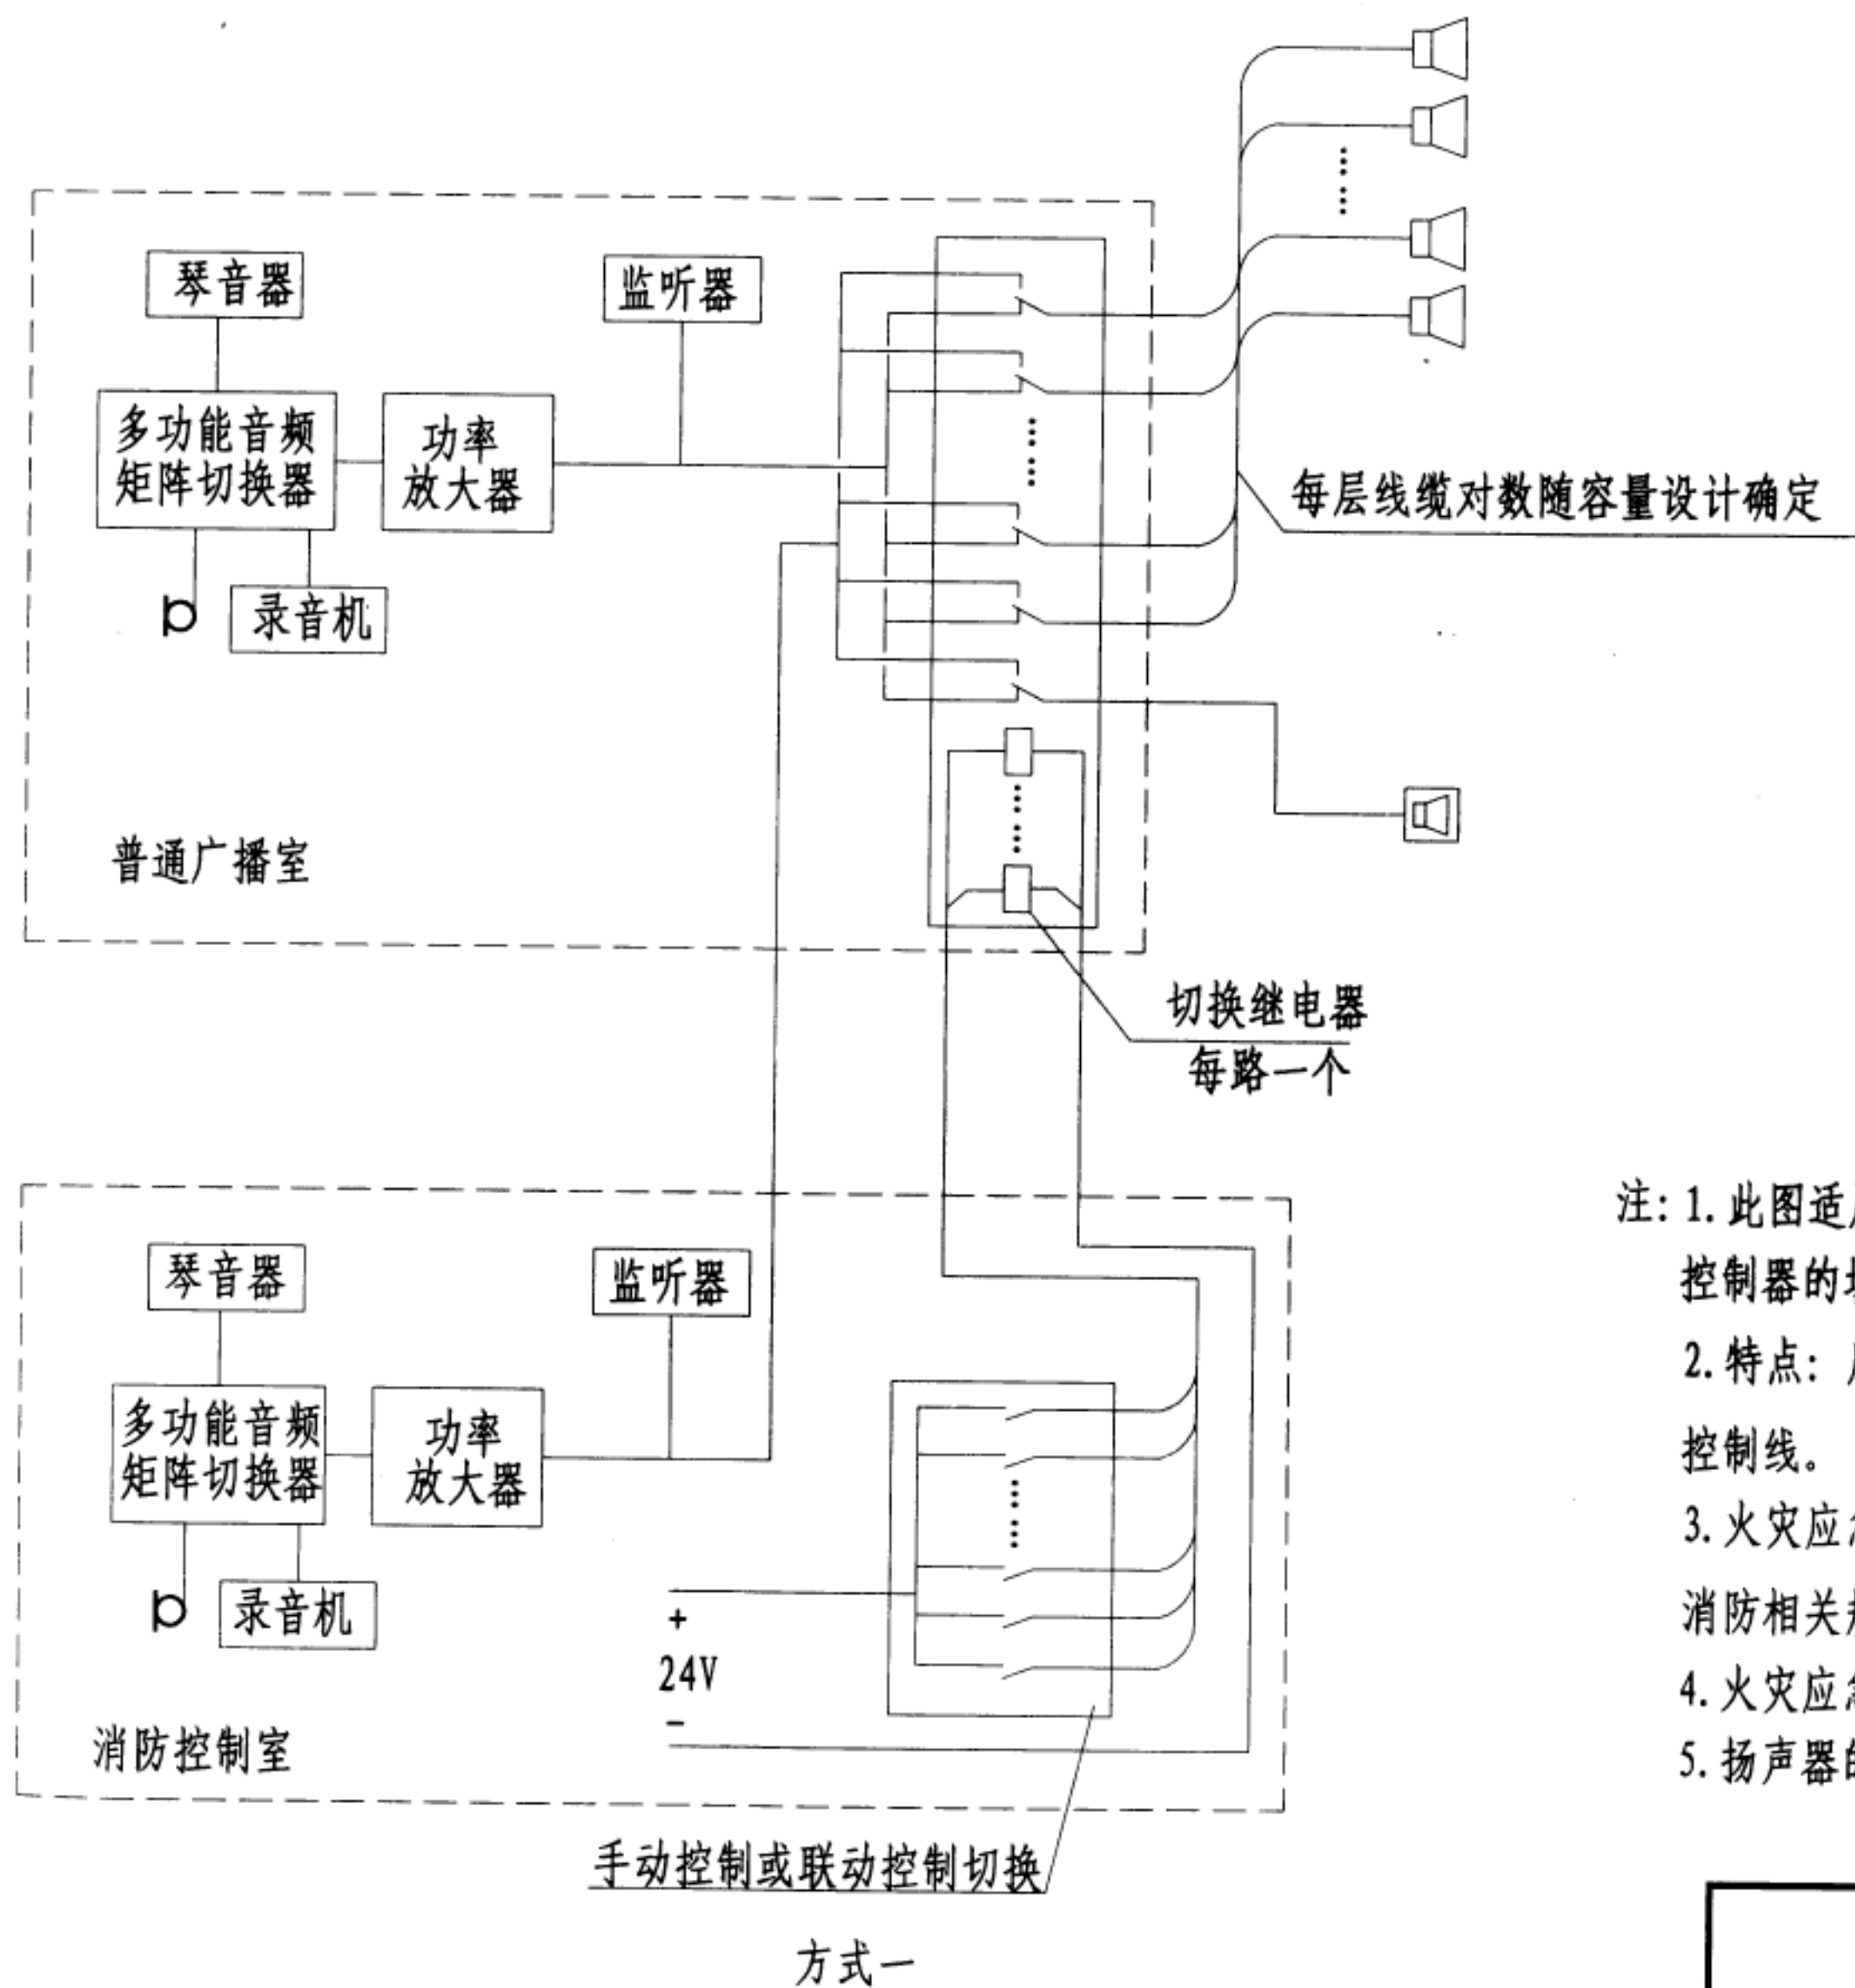 琴音器
监听器
多功能音频
矩阵切换器
功率
放大器
录音机
每层线缆对数随容量设计确定
普通广播室
切换继电器
每路一个
琴音器
监听器
多功能音频
矩阵切换器
功率
放大器
录音机
+
24V
-
消防控制室
手动控制或联动控制切换
方式一
注: 1. 此图适
控制器的
2. 特点:
控制线。
3. 火灾应
消防相关
4. 火灾应
5. 扬声器